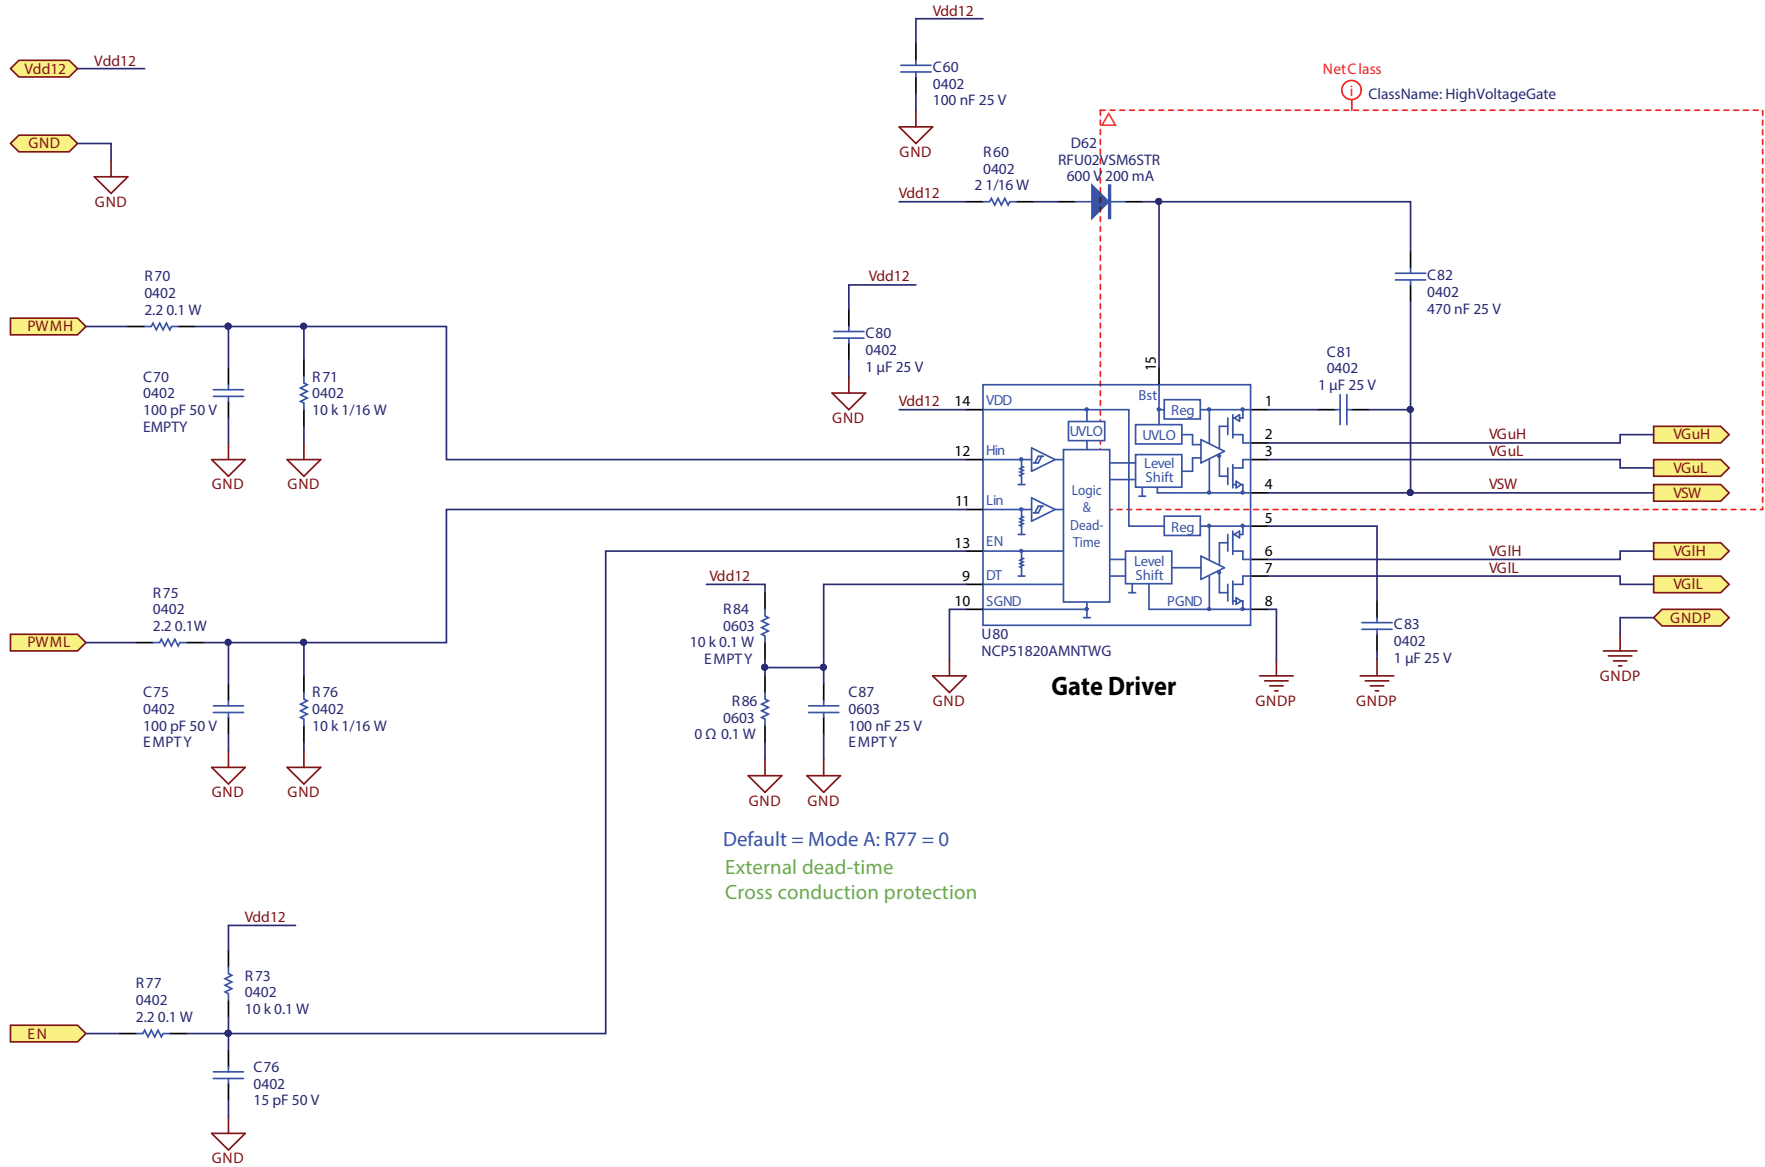 Vdd12
Vdd12
GND
GND
Vdd12
C60
0402
100 nF 25 V
GND
NetClass
i
ClassName: HighVoltageGate
R60
0402
2 1/16 W
Vdd12
D62
RFU02VSM6STR
600 V 200 mA
C82
0402
470 nF 25 V
C81
0402
1 μF 25 V
Vdd12
C80
0402
1 μF 25 V
GND
PWMH
R70
0402
2.2 0.1 W
C70
0402
100 pF 50 V
EMPTY
GND
R71
0402
10 k 1/16 W
GND
PWML
R75
0402
2.2 0.1W
C75
0402
100 pF 50 V
EMPTY
GND
R76
0402
10 k 1/16 W
GND
Vdd12
14
VDD
12
Hin
11
Lin
13
EN
9
DT
10
SGND
15
Bst
UVLO
Reg
UVLO
Level
Shift
Logic
&
Dead-
Time
Reg
Level
Shift
PGND
1
2
3
4
5
6
7
8
U80
NCP51820AMNTWG
Gate Driver
GND
GNDP
VGuH
VGuH
VGuL
VGuL
VSW
VSW
VGIH
VGIH
VGIL
VGIL
GNDP
GNDP
C83
0402
1 μF 25 V
GNDP
Vdd12
R84
0603
10 k 0.1 W
EMPTY
R86
0603
0 Ω 0.1 W
GND
C87
0603
100 nF 25 V
EMPTY
GND
Default = Mode A: R77 = 0
External dead-time
Cross conduction protection
Vdd12
R73
0402
10 k 0.1 W
EN
R77
0402
2.2 0.1 W
C76
0402
15 pF 50 V
GND